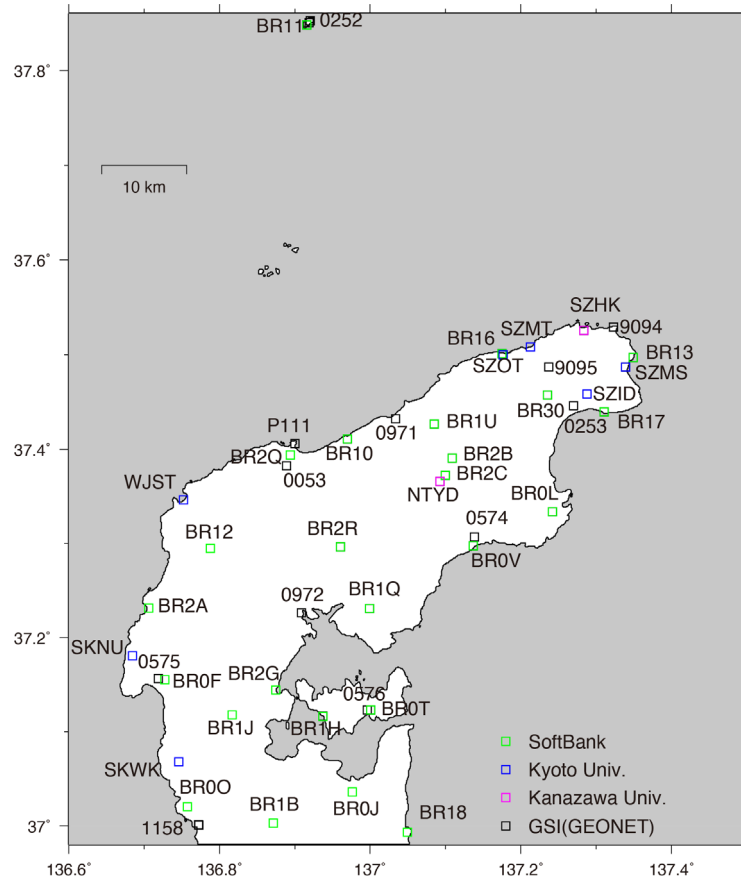 BR11 0252
37.8°
10 km
37.6°
SZHK
SZMT 9094
BR16 BR13
SZOT 9095 SZMS
SZID
BR30
P111 0971 BR1U 0253 BR17
37.4°
BR2Q BR10 BR2B
0053 BR2C
WJST NTYD BR0L
BR12 BR2R 0574
BR0V
0972 BR1Q
BR2A
37.2°
SKNU 0575
BR0F BR2G
0576
BR0T
BR1J BR1H
SoftBank
SKWK Kyoto Univ.
BR0O Kanazawa Univ.
BR1B BR0J BR18
37° 1158 GSI(GEONET)
136.6° 136.8° 137° 137.2° 137.4°